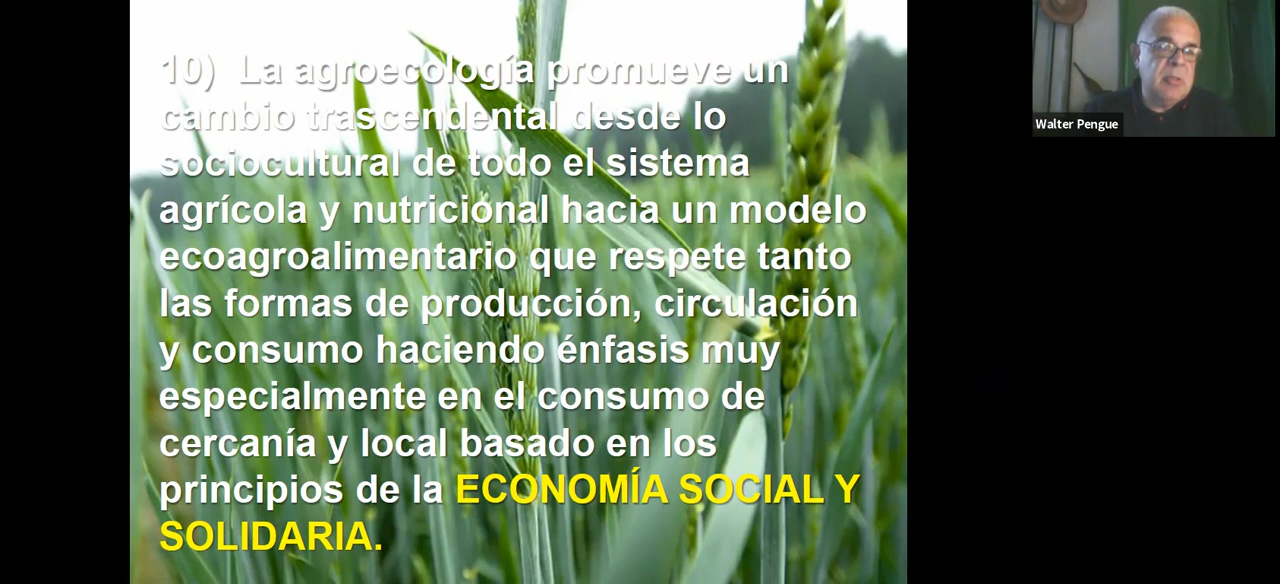 10) La agroecología promueve un
cambio trascendental desde lo
sociocultural de todo el sistema
agrícola y nutricional hacia un modelo
ecoagroalimentario que respete tanto
las formas de producción, circulación
y consumo haciendo énfasis muy
especialmente en el consumo de
cercanía y local basado en los
principios de la ECONOMÍA SOCIAL Y
SOLIDARIA.
Walter Pengue